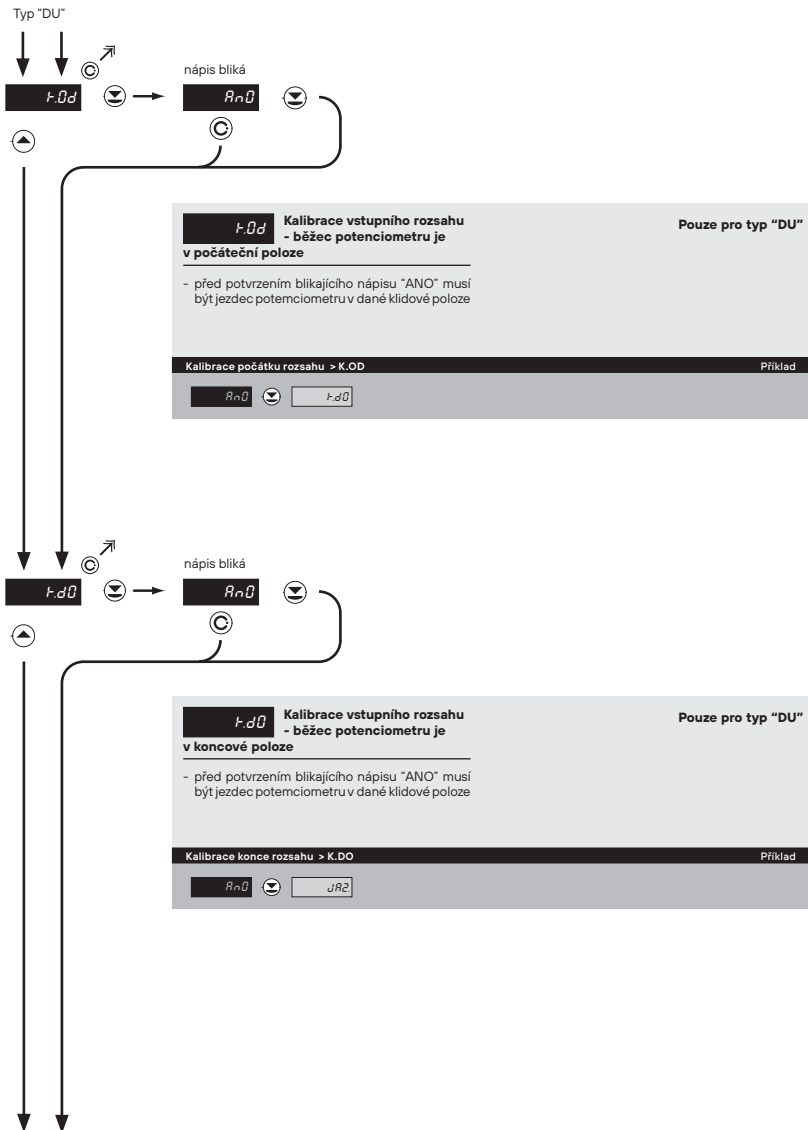 Typ “DU”
nápis bliká
K.Od
AnO
K.Od
Kalibrace vstupního rozsahu
- běžec potenciometru je
v počáteční poloze
Pouze pro typ “DU”
- před potvrzením blikajícího nápisu “ANO” musí
být jezdec potemciometru v dané klidové poloze
Kalibrace počátku rozsahu > K.OD
Příklad
AnO
K.dO
nápis bliká
K.dO
AnO
K.dO
Kalibrace vstupního rozsahu
- běžec potenciometru je
v koncové poloze
Pouze pro typ “DU”
- před potvrzením blikajícího nápisu “ANO” musí
být jezdec potemciometru v dané klidové poloze
Kalibrace konce rozsahu > K.DO
Příklad
AnO
JAZ.